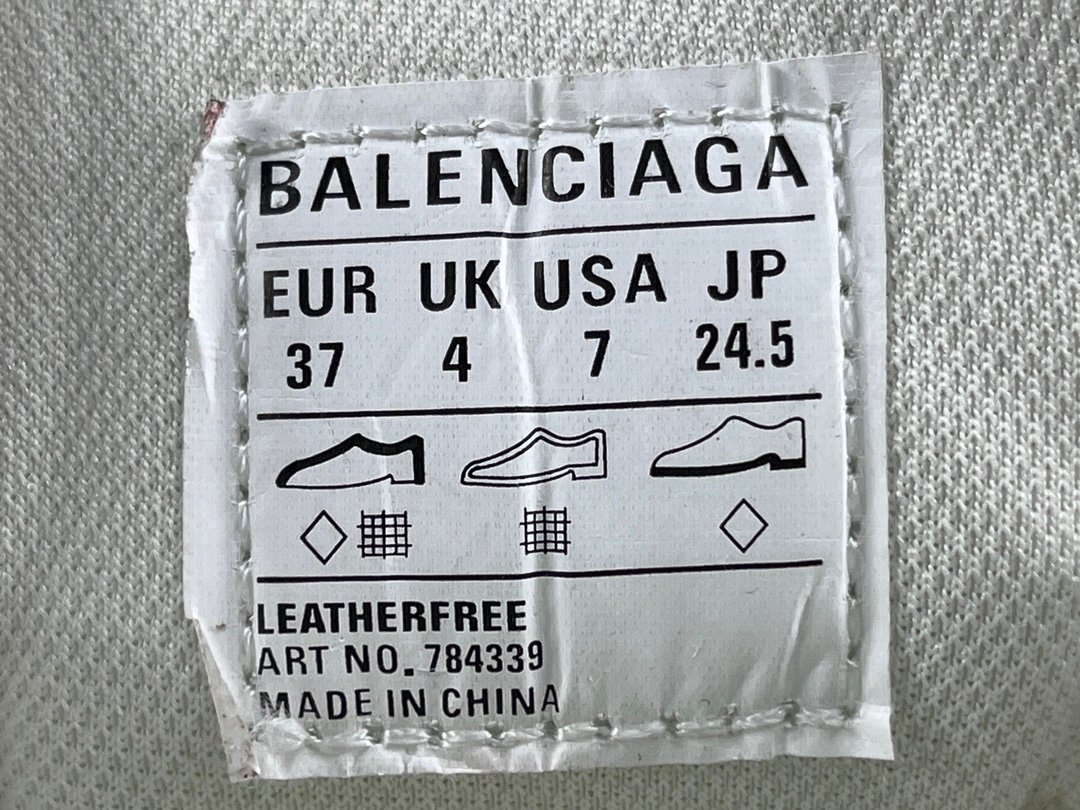 BALENCIAGA
EUR UK USA JP
37 4 7 24.5
LEATHERFREE
ART NO. 784339
MADE IN CHINA